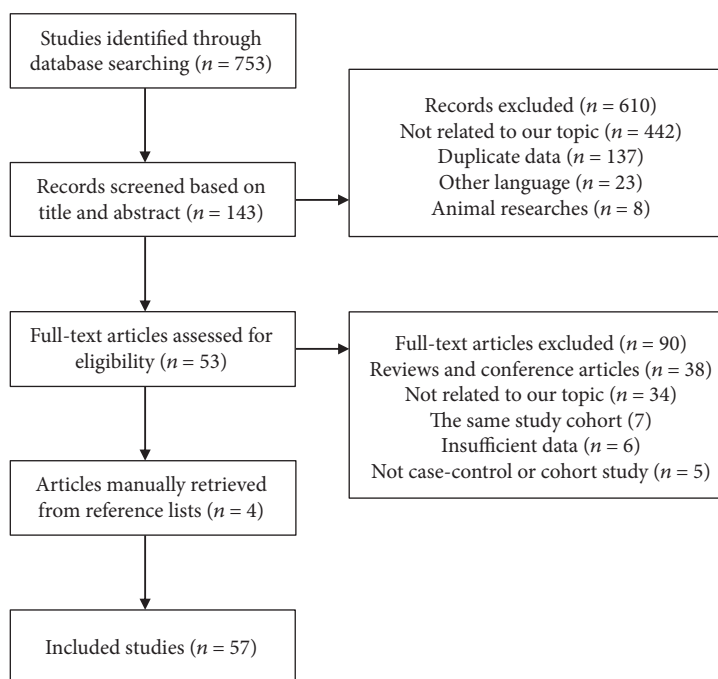 Studies identified through
database searching (n = 753)
Records excluded (n = 610)
Not related to our topic (n = 442)
Duplicate data (n = 137)
Other language (n = 23)
Animal researches (n = 8)
Records screened based on
title and abstract (n = 143)
Full-text articles assessed for
eligibility (n = 53)
Full-text articles excluded (n = 90)
Reviews and conference articles (n = 38)
Not related to our topic (n = 34)
The same study cohort (7)
Insufficient data (n = 6)
Not case-control or cohort study (n = 5)
Articles manually retrieved
from reference lists (n = 4)
Included studies (n = 57)